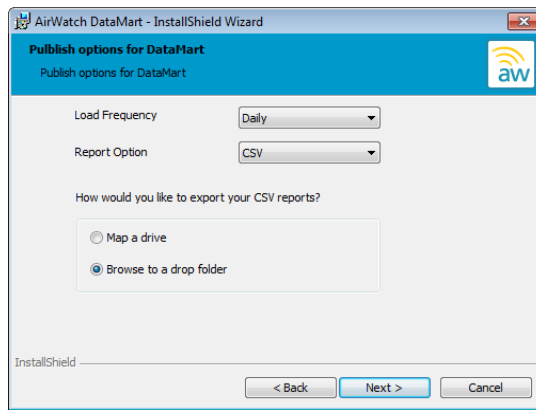 AirWatch DataMart - InstallShield Wizard
Pulblish options for DataMart
Publish options for DataMart
aw
Load Frequency Daily
Report Option CSV
How would you like to export your CSV reports?
Map a drive
Browse to a drop folder
InstallShield
< Back Next > Cancel